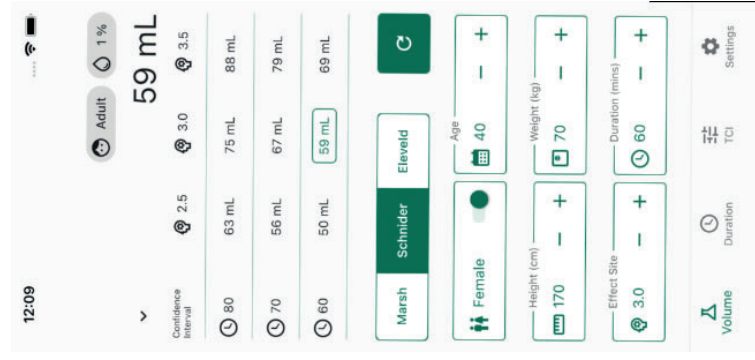 12:09
Adult 1 %
59 mL
Confidence Interval 2.5 3.0 3.5
80 63 mL 75 mL 88 mL
70 56 mL 67 mL 79 mL
60 50 mL 59 mL 69 mL
Marsh Schnider Eleveld
Female
Age
40 − +
Height (cm)
170 − +
Weight (kg)
70 − +
Effect Site
3.0 − +
Duration (mins)
60 − +
Volume Duration TCI Settings